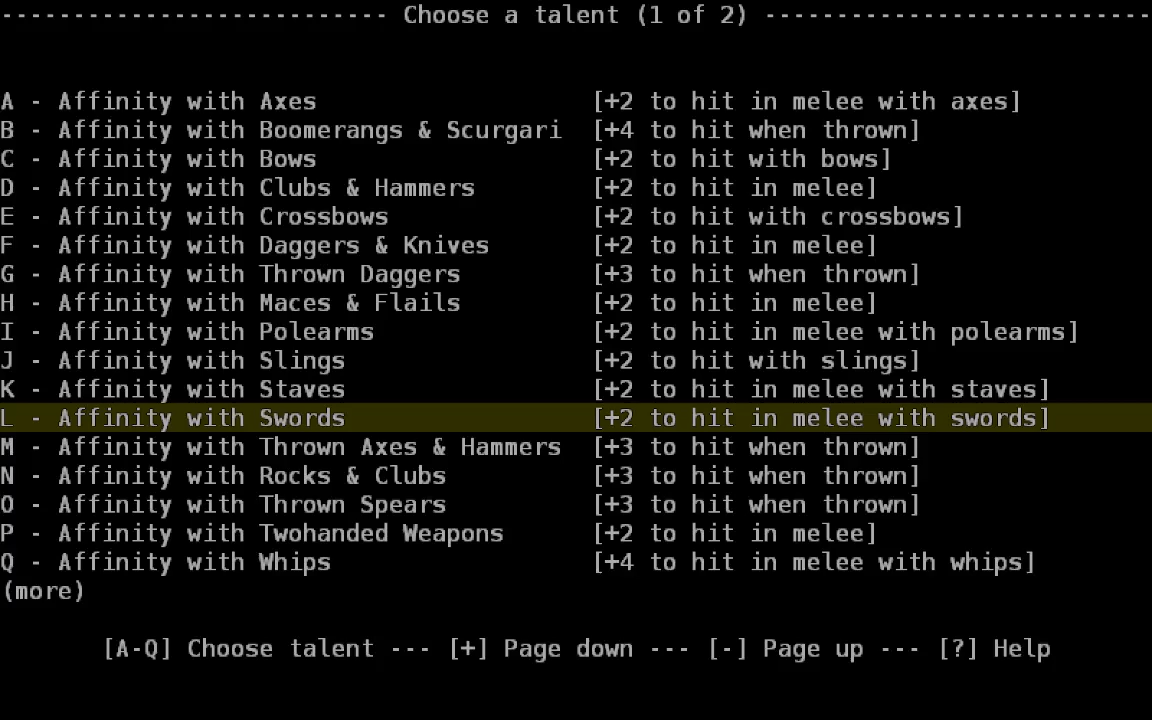 --------------------------- Choose a talent (1 of 2) ---------------------------
A - Affinity with Axes [+2 to hit in melee with axes]
B - Affinity with Boomerangs & Scurgari [+4 to hit when thrown]
C - Affinity with Bows [+2 to hit with bows]
D - Affinity with Clubs & Hammers [+2 to hit in melee]
E - Affinity with Crossbows [+2 to hit with crossbows]
F - Affinity with Daggers & Knives [+2 to hit in melee]
G - Affinity with Thrown Daggers [+3 to hit when thrown]
H - Affinity with Maces & Flails [+2 to hit in melee]
I - Affinity with Polearms [+2 to hit in melee with polearms]
J - Affinity with Slings [+2 to hit with slings]
K - Affinity with Staves [+2 to hit in melee with staves]
L - Affinity with Swords [+2 to hit in melee with swords]
M - Affinity with Thrown Axes & Hammers [+3 to hit when thrown]
N - Affinity with Rocks & Clubs [+3 to hit when thrown]
O - Affinity with Thrown Spears [+3 to hit when thrown]
P - Affinity with Twohanded Weapons [+2 to hit in melee]
Q - Affinity with Whips [+4 to hit in melee with whips]
(more)
[A-Q] Choose talent --- [+] Page down --- [-] Page up --- [?] Help